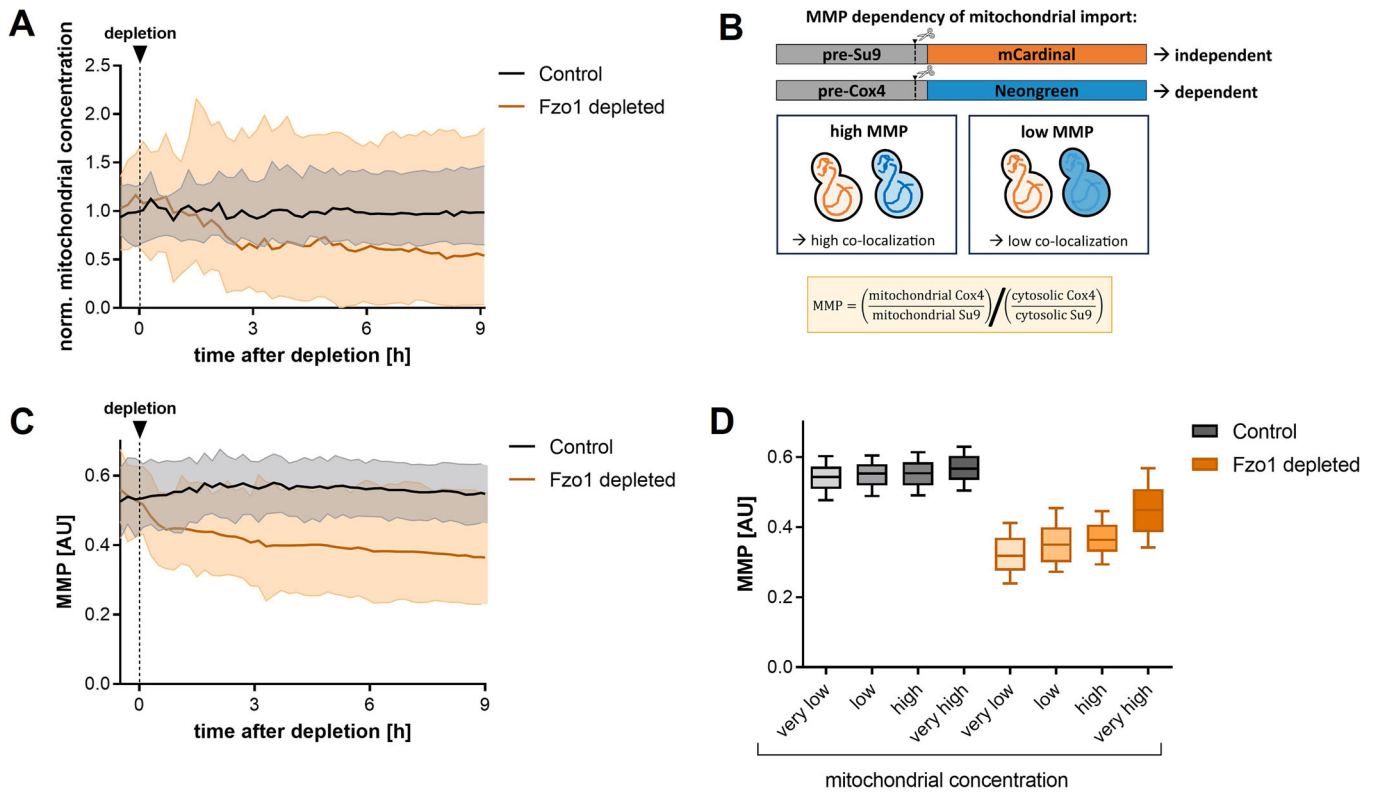 A
depletion
norm. mitochondrial concentration
2.5
2.0
1.5
1.0
0.5
0.0
0
3
6
9
time after depletion [h]
Control
Fzo1 depleted
B
MMP dependency of mitochondrial import:
pre-Su9 mCardinal → independent
pre-Cox4 Neongreen → dependent
high MMP
→ high co-localization
low MMP
→ low co-localization
MMP = (mitochondrial Cox4 / mitochondrial Su9) / (cytosolic Cox4 / cytosolic Su9)
C
depletion
MMP [AU]
0.6
0.4
0.2
0.0
0
3
6
9
time after depletion [h]
Control
Fzo1 depleted
D
MMP [AU]
0.6
0.4
0.2
0.0
very low
low
high
very high
very low
low
high
very high
mitochondrial concentration
Control
Fzo1 depleted